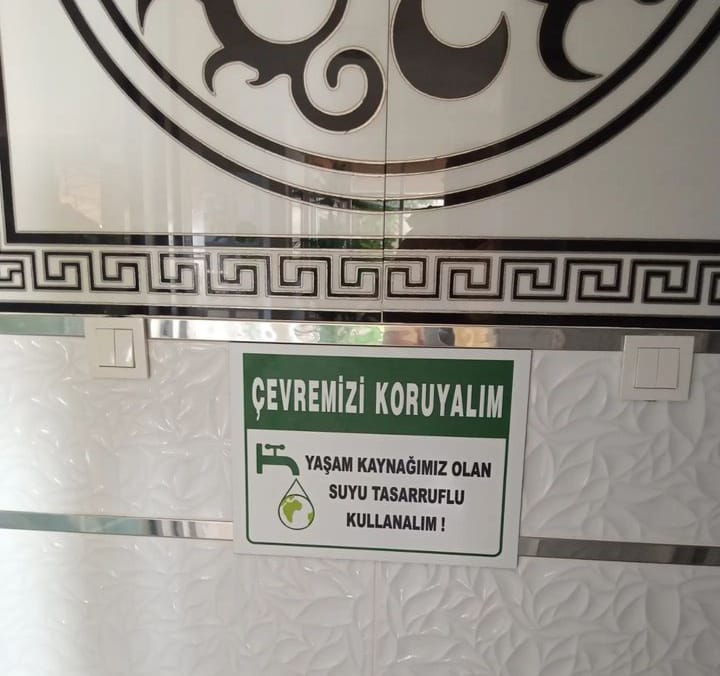 ÇEVREMİZİ KORUYALIM
YAŞAM KAYNAĞIMIZ OLAN
SUYU TASARRUFLU
KULLANALIM !